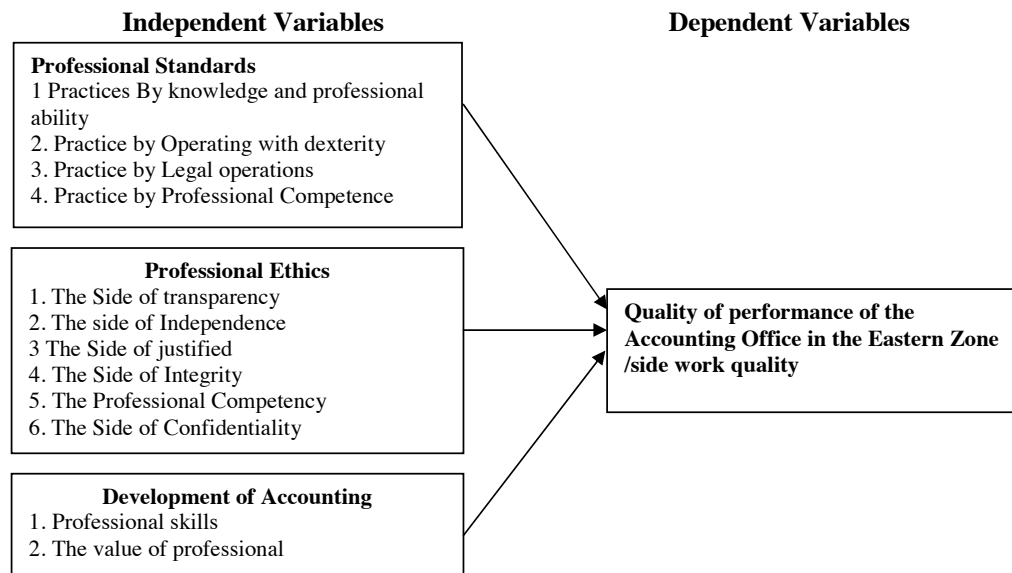 Independent Variables
Dependent Variables
Professional Standards
1 Practices By knowledge and professional
ability
2. Practice by Operating with dexterity
3. Practice by Legal operations
4. Practice by Professional Competence
Professional Ethics
1. The Side of transparency
2. The side of Independence
3 The Side of justified
4. The Side of Integrity
5. The Professional Competency
6. The Side of Confidentiality
Development of Accounting
1. Professional skills
2. The value of professional
Quality of performance of the
Accounting Office in the Eastern Zone
/side work quality